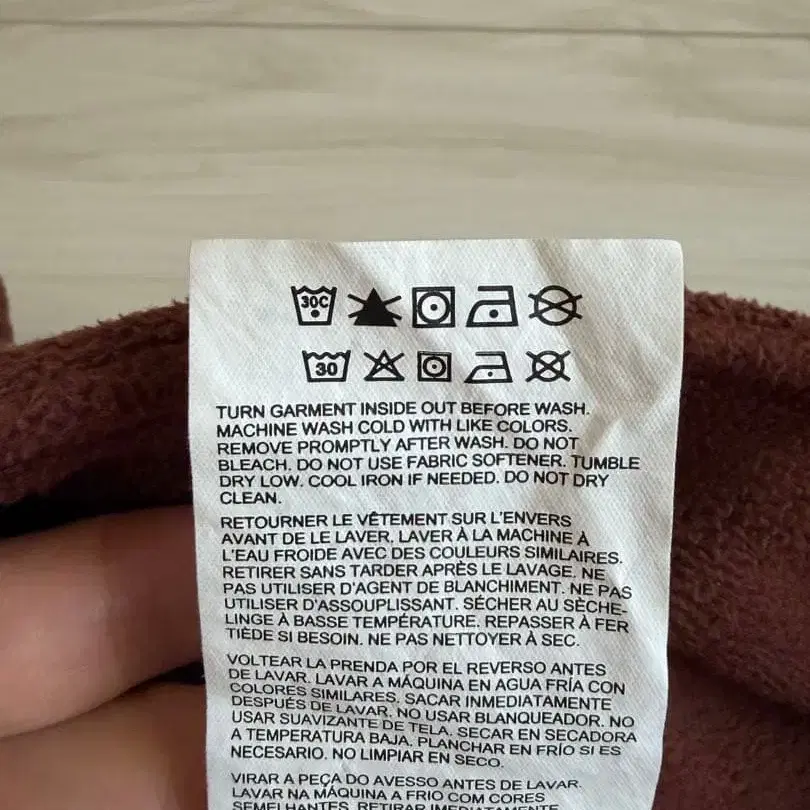 30C
30
TURN GARMENT INSIDE OUT BEFORE WASH.
MACHINE WASH COLD WITH LIKE COLORS.
REMOVE PROMPTLY AFTER WASH. DO NOT
BLEACH. DO NOT USE FABRIC SOFTENER. TUMBLE
DRY LOW. COOL IRON IF NEEDED. DO NOT DRY
CLEAN.
RETOURNER LE VÊTEMENT SUR L'ENVERS
AVANT DE LE LAVER. LAVER À LA MACHINE À
L'EAU FROIDE AVEC DES COULEURS SIMILAIRES.
RETIRER SANS TARDER APRÈS LE LAVAGE. NE
PAS UTILISER D'AGENT DE BLANCHIMENT. NE PAS
UTILISER D'ASSOUPLISSANT. SÉCHER AU SÈCHE-
LINGE À BASSE TEMPÉRATURE. REPASSER À FER
TIÈDE SI BESOIN. NE PAS NETTOYER À SEC.
VOLTEAR LA PRENDA POR EL REVERSO ANTES
DE LAVAR. LAVAR A MÁQUINA EN AGUA FRÍA CON
COLORES SIMILARES. SACAR INMEDIATAMENTE
DESPUÉS DE LAVAR. NO USAR BLANQUEADOR. NO
USAR SUAVIZANTE DE TELA. SECAR EN SECADORA
A TEMPERATURA BAJA. PLANCHAR EN FRÍO SI ES
NECESARIO. NO LIMPIAR EN SECO.
VIRAR A PEÇA DO AVESSO ANTES DE LAVAR.
LAVAR NA MÁQUINA A FRIO COM CORES
SEMELHANTES. RETIRAR IMEDIATAMENTE